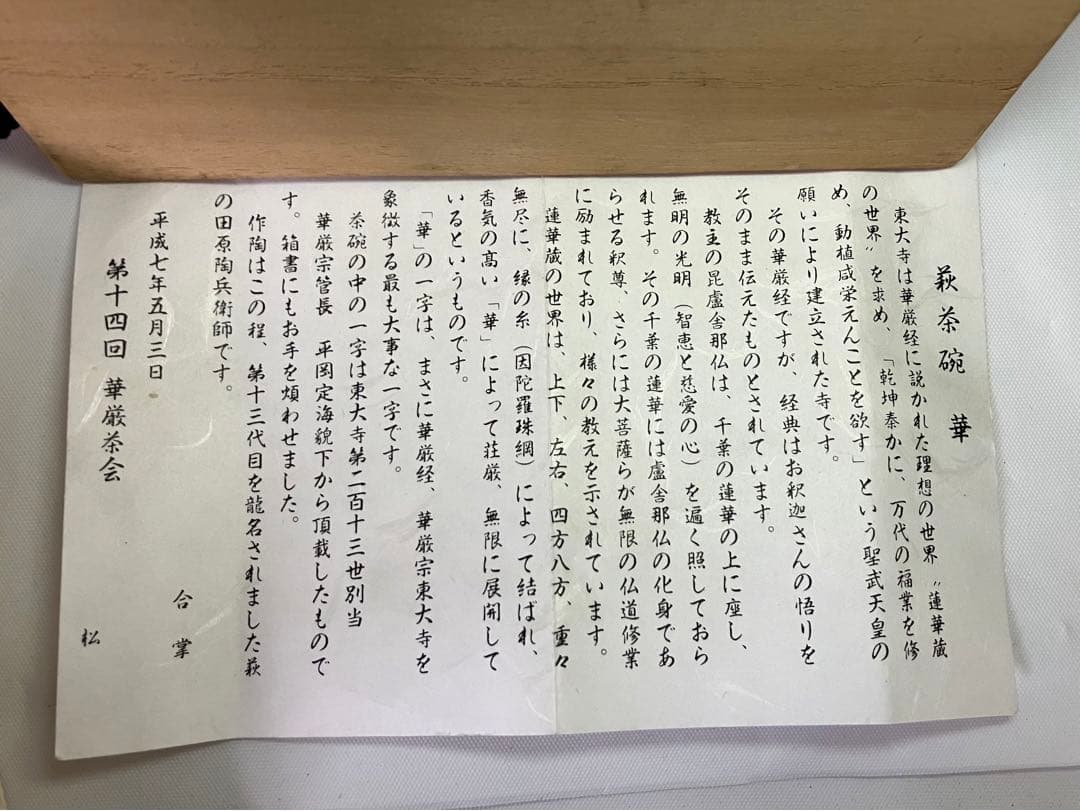 萩茶碗　華
東大寺は華厳経に説かれた理想の世界〝蓮華蔵
の世界〟を求め、「乾坤泰かに、万代の福業を修
め、動植咸栄えんことを欲す」という聖武天皇の
願いにより建立された寺です。
その華厳経ですが、経典はお釈迦さんの悟りを
そのまま伝えたものとされています。
教主の毘盧舎那仏は、千葉の蓮華の上に座し、
無明の光明（智恵と慈愛の心）を遍く照しておら
れます。その千葉の蓮華には盧舎那仏の化身であ
らせる釈尊、さらには大菩薩らが無限の仏道修業
に励まれており、様々の教えを示されています。
蓮華蔵の世界は、上下、左右、四方八方、重々
無尽に、縁の糸（因陀羅珠網）によって結ばれ、
香気の高い「華」によって荘厳、無限に展開して
いるというものです。
「華」の一字は、まさに華厳経、華厳宗東大寺を
象徴する最も大事な一字です。
茶碗の中の一字は東大寺第二百十三世別当
華厳宗管長　平岡定海貌下から頂載したもので
す。箱書にもお手を煩わせました。
作陶はこの程、第十三代目を龍名されました萩
の田原陶兵衛師です。
合掌
平成七年五月三日
第十四回　華厳茶会
松